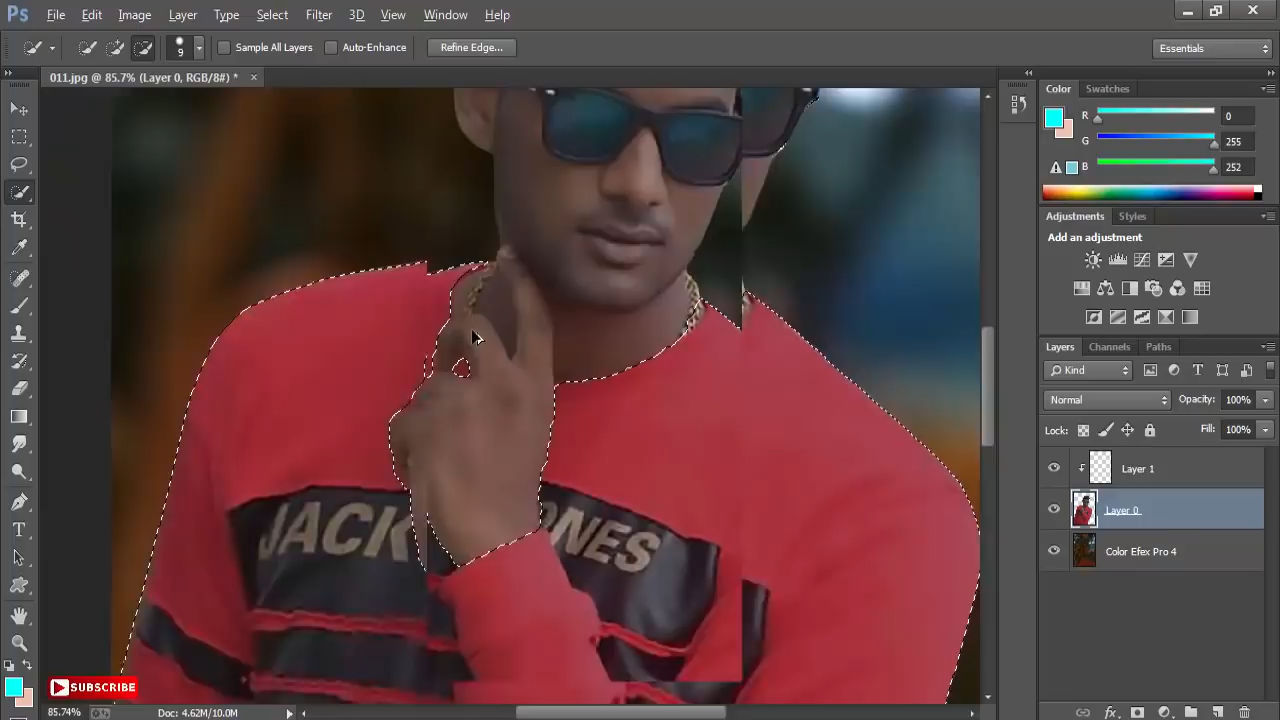 Ps File Edit Image Layer Type Select Filter 3D View Window Help
9 Sample All Layers Auto-Enhance Refine Edge... Essentials
011.jpg @ 85.7% (Layer 0, RGB/8#) *
Color Swatches
R 0
G 255
B 252
Adjustments Styles
Add an adjustment
Layers Channels Paths
Kind
Normal Opacity: 100%
Lock: Fill: 100%
Layer 1
Layer 0
Color Efex Pro 4
JACK ONES
SUBSCRIBE
85.74% Doc: 4.62M/10.0M